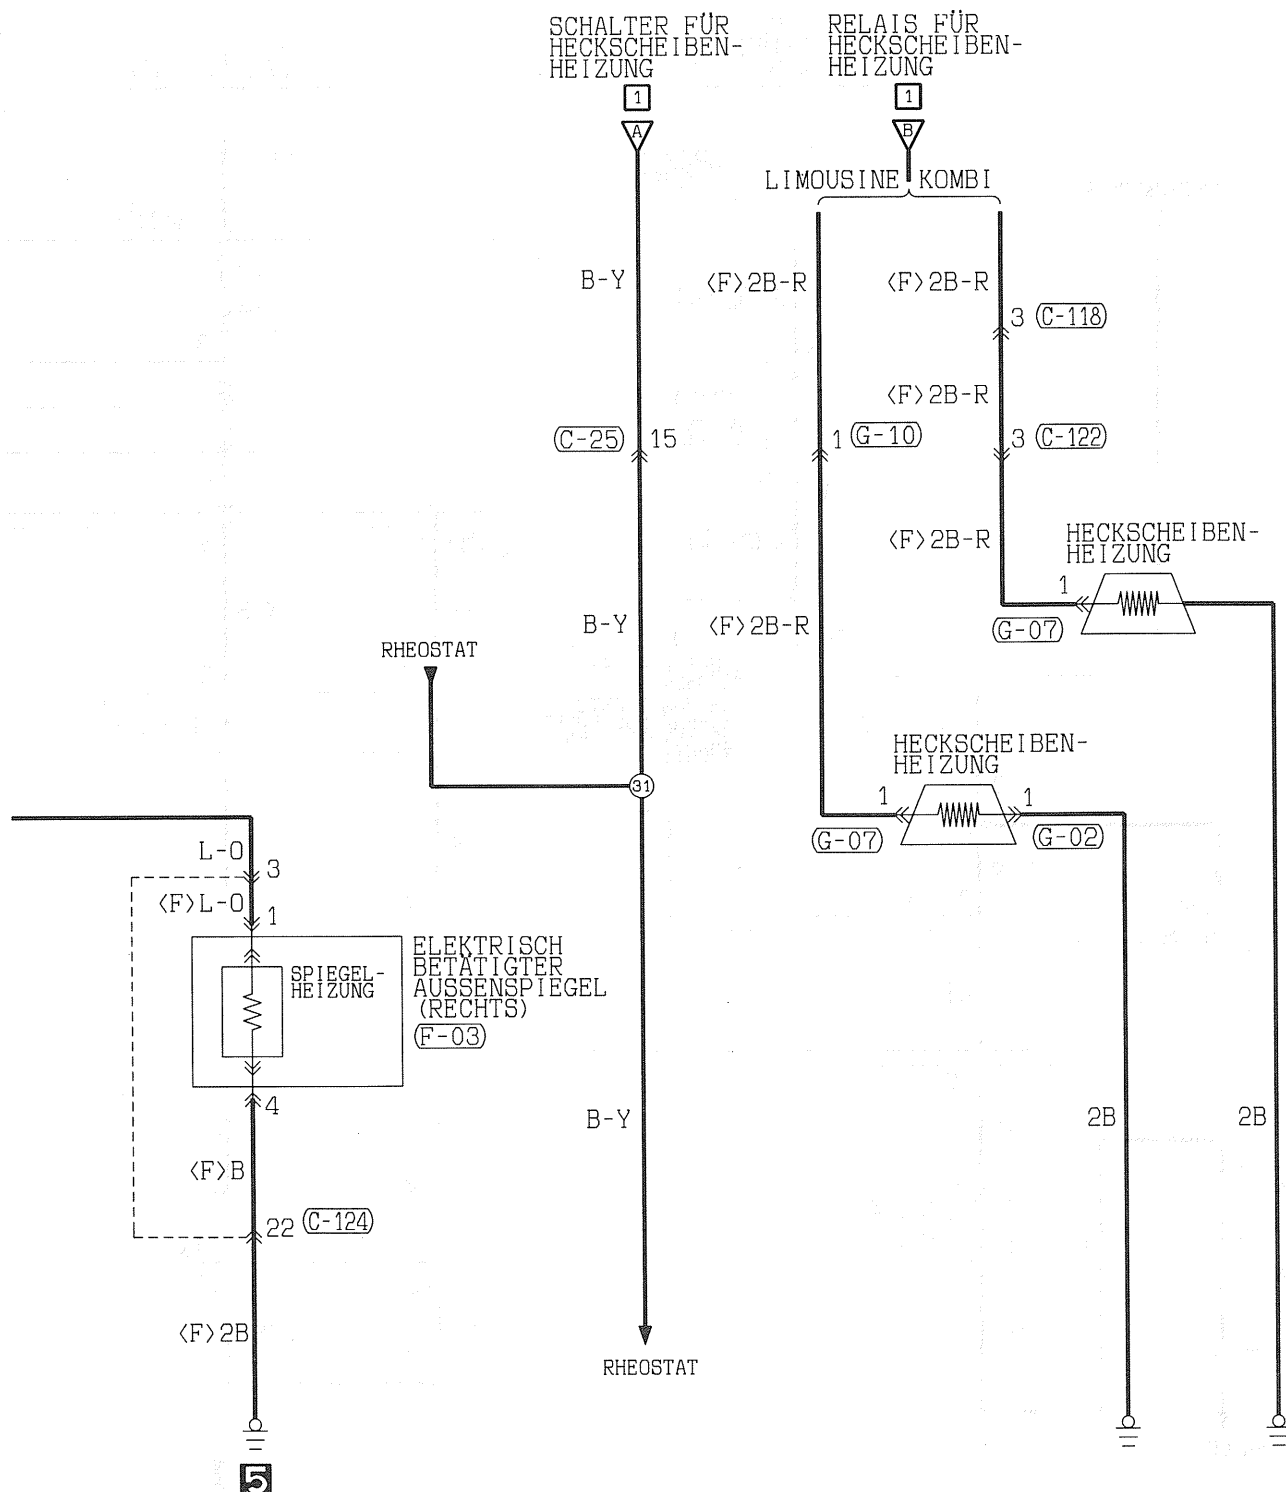 SCHALTER FÜR
HECKSCHEIBEN-
HEIZUNG
1
A
RELAIS FÜR
HECKSCHEIBEN-
HEIZUNG
1
B
LIMOUSINE KOMBI
B-Y
<F>2B-R
<F>2B-R
3 C-118
<F>2B-R
C-25 15
1 G-10
3 C-122
<F>2B-R
HECKSCHEIBEN-
HEIZUNG
1
G-07
B-Y
<F>2B-R
RHEOSTAT
31
HECKSCHEIBEN-
HEIZUNG
1
1
G-07
G-02
L-O
3
<F>L-O
1
SPIEGEL-
HEIZUNG
ELEKTRISCH
BETÄTIGTER
AUSSENSPIEGEL
(RECHTS)
F-03
4
B-Y
2B
2B
<F>B
22 C-124
<F>2B
RHEOSTAT
5